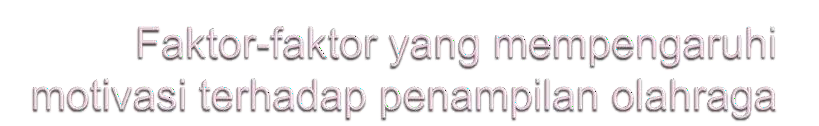 Faktor-faktor yang mempengaruhi
motivasi terhadap penampilan olahraga